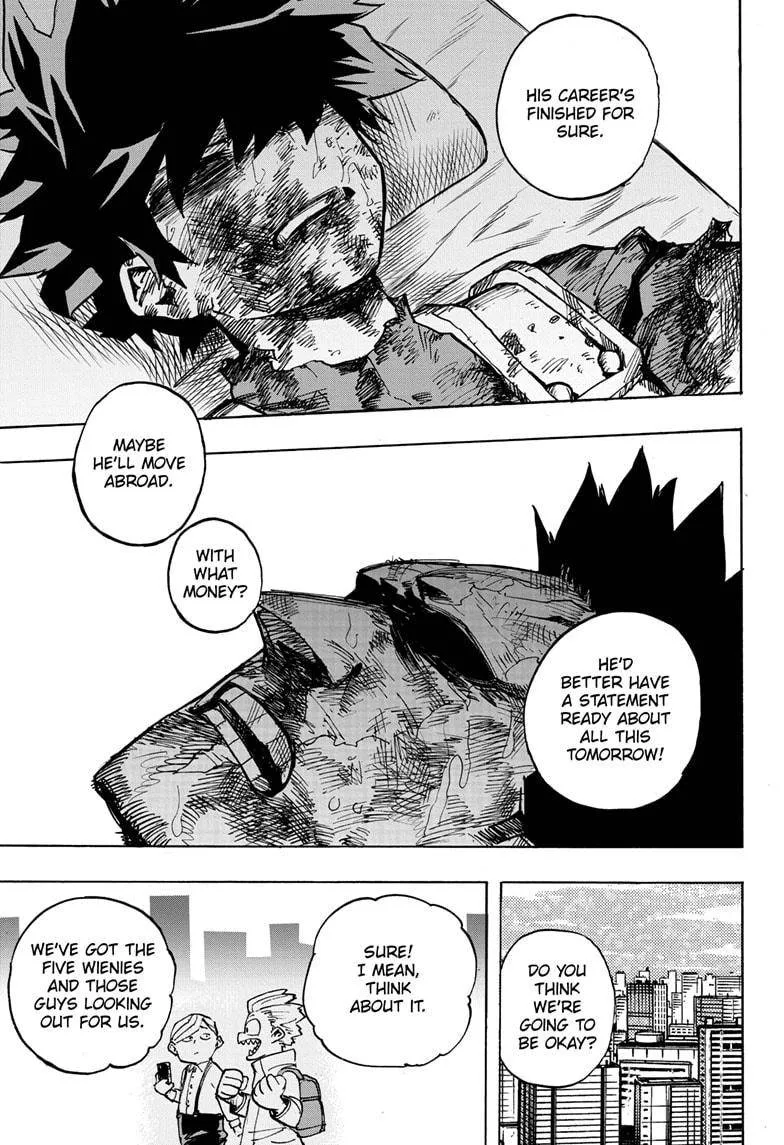 HIS CAREER'S
FINISHED FOR
SURE.
MAYBE
HE'LL MOVE
ABROAD.
WITH
WHAT
MONEY?
HE'D
BETTER HAVE
A STATEMENT
READY ABOUT
ALL THIS
TOMORROW!
DO YOU
THINK
WE'RE
GOING TO
BE OKAY?
SURE!
I MEAN,
THINK
ABOUT IT.
WE'VE GOT THE
FIVE WIENIES
AND THOSE
GUYS LOOKING
OUT FOR US.